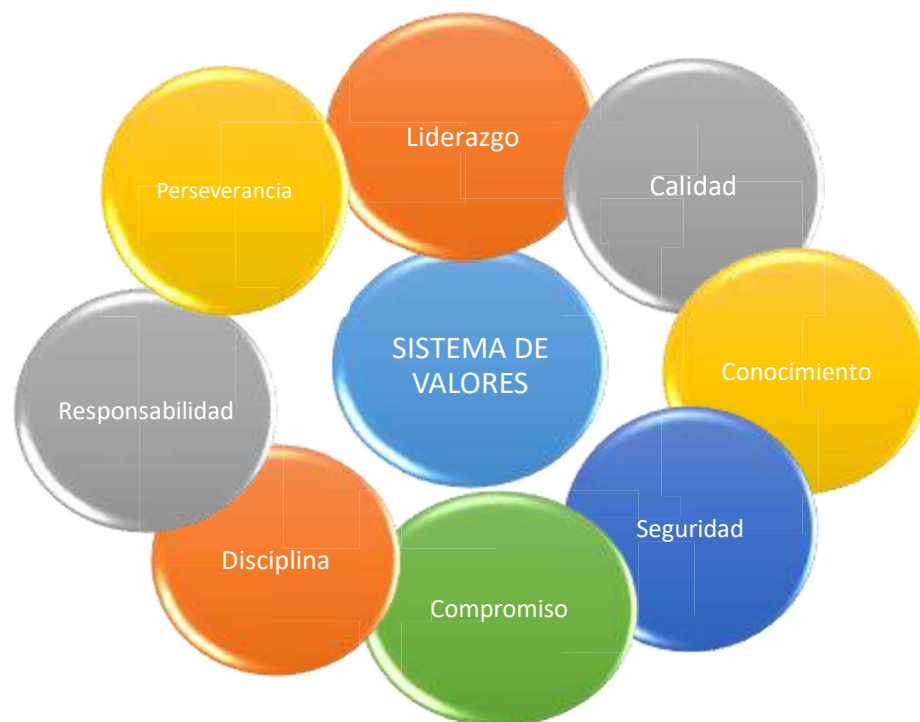 Liderazgo
Calidad
Perseverancia
SISTEMA DE
VALORES
Conocimiento
Responsabilidad
Seguridad
Disciplina
Compromiso